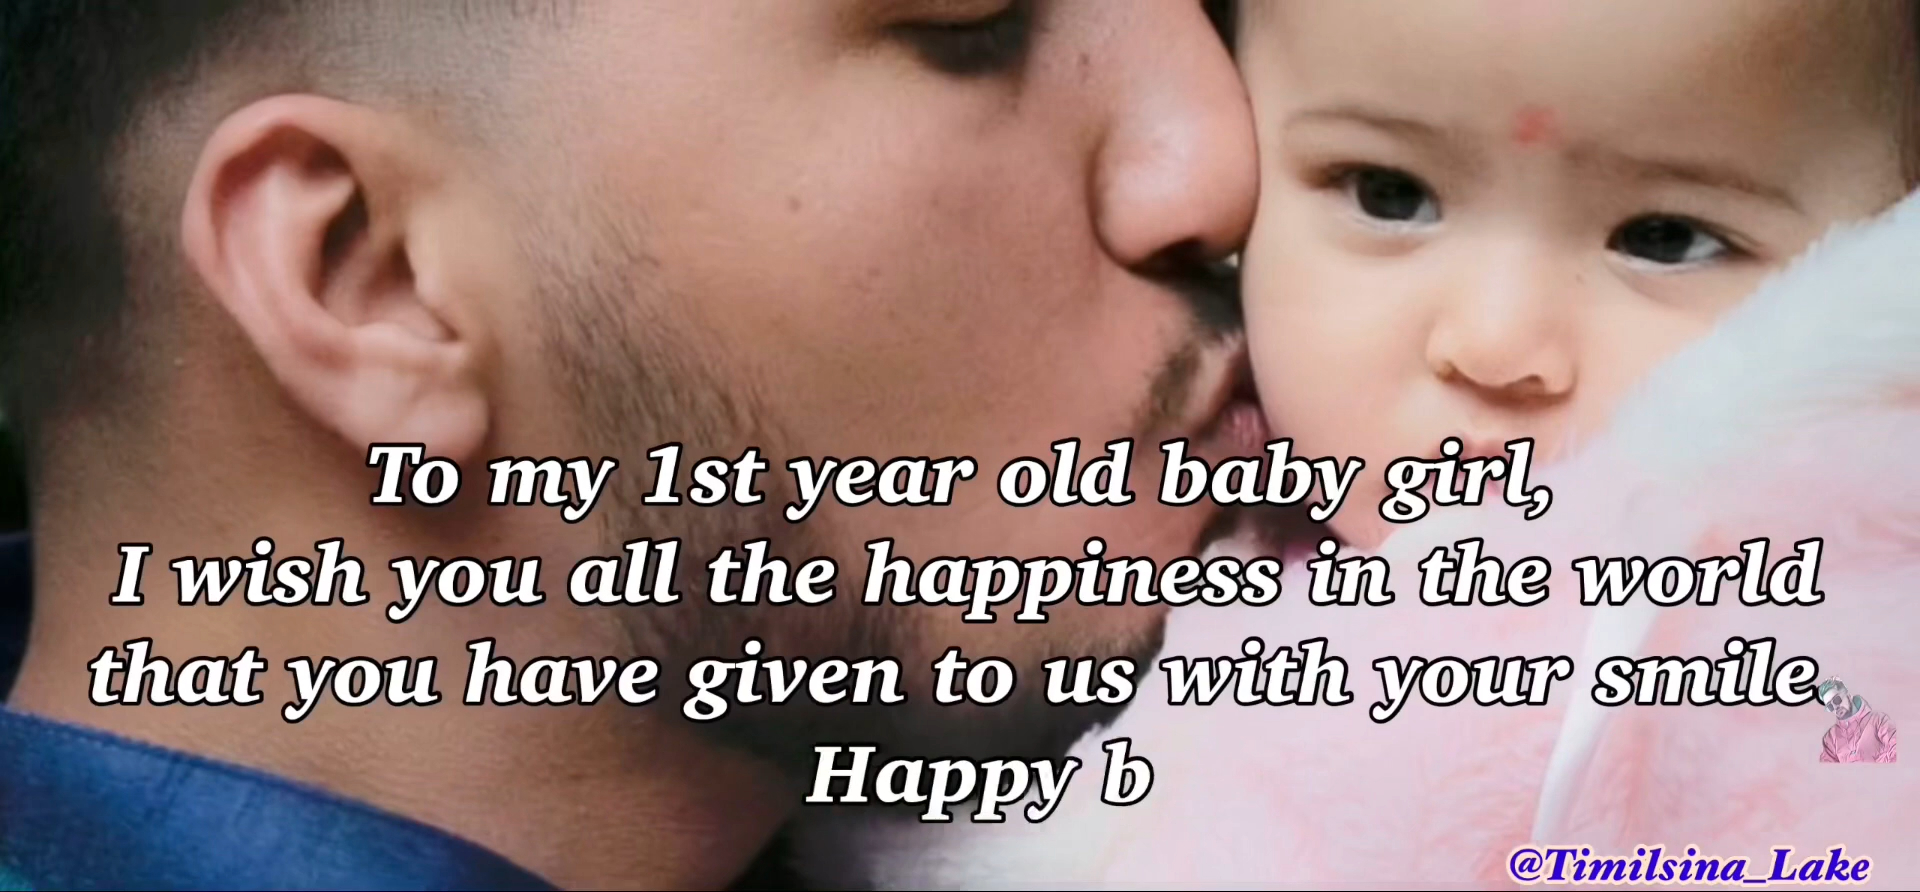 To my 1st year old baby girl,
I wish you all the happiness in the world
that you have given to us with your smile.
Happy b
@Timilsina_Lake